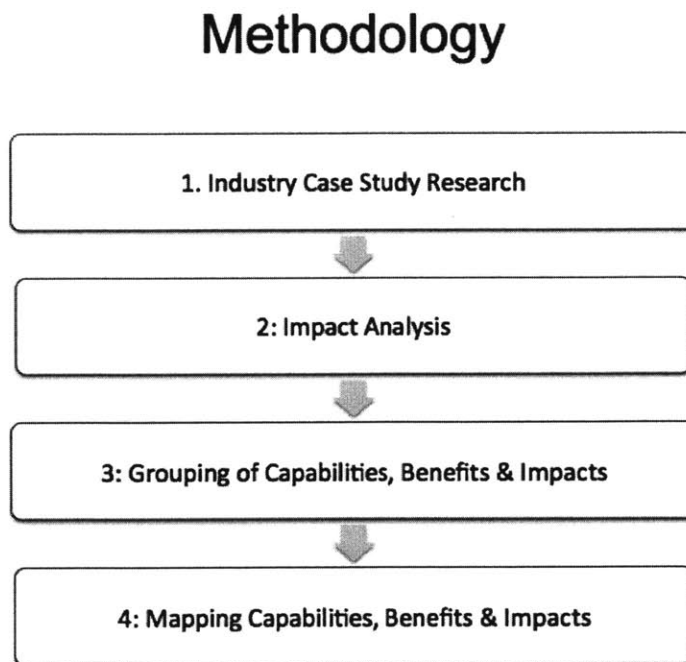 Methodology
1. Industry Case Study Research
2: Impact Analysis
3: Grouping of Capabilities, Benefits & Impacts
4: Mapping Capabilities, Benefits & Impacts